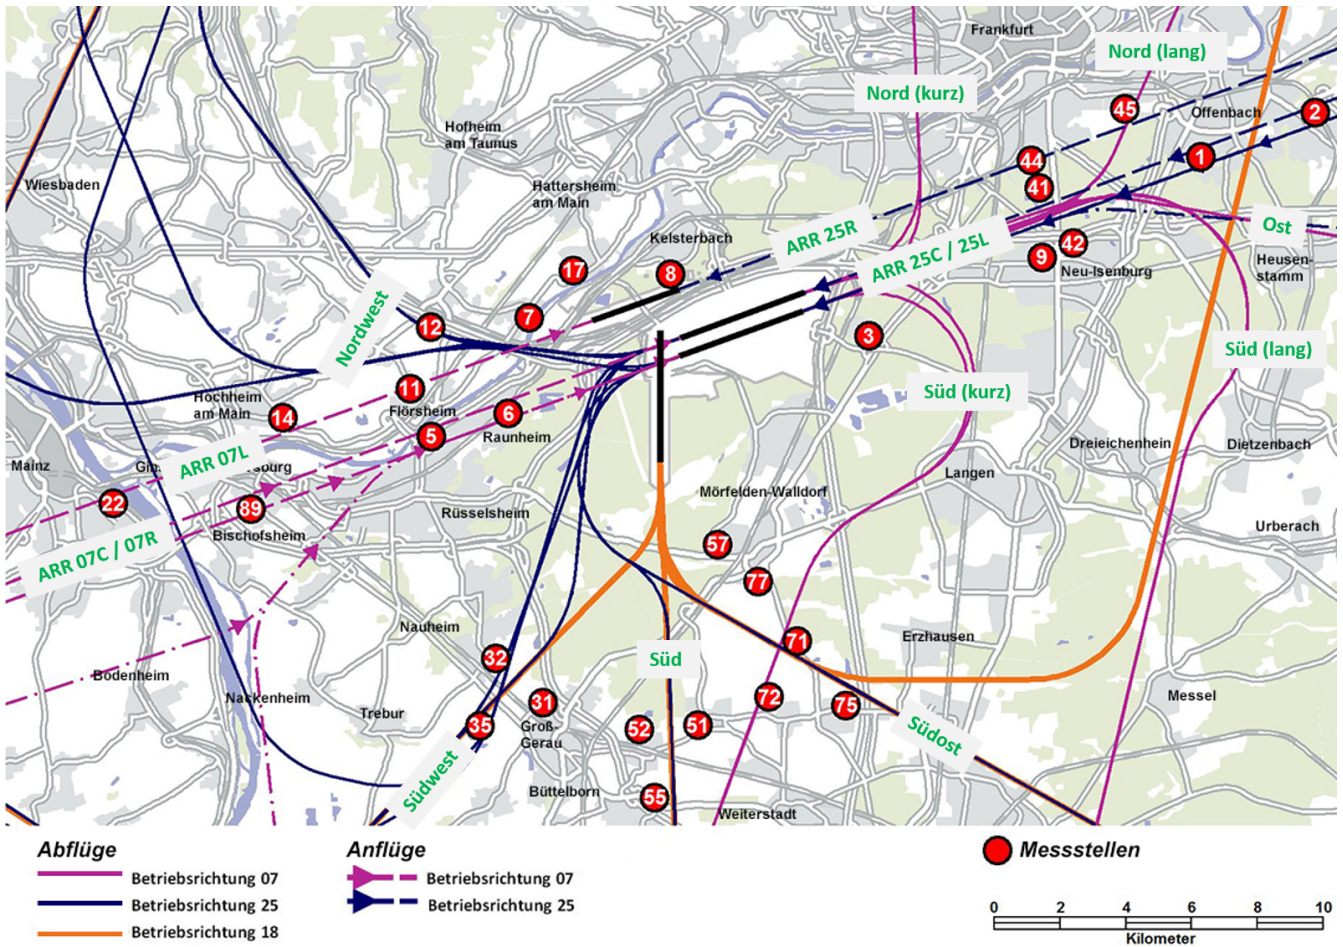 Frankfurt
Nord (lang)
Nord (kurz)
45
Offenbach
2
Hofheim
am Taunus
44
1
Wiesbaden
Hattersheim
am Main
41
Kelsterbach
ARR 25R
ARR 25C / 25L
Ost
42
9
Neu-Isenburg
Heusen-
stamm
17
8
7
12
Nordwest
3
Süd (lang)
11
Süd (kurz)
Hochheim
am Main
14
Flörsheim
6
5
Raunheim
Dreieichenhein
Dietzenbach
Mainz
ARR 07L
Langen
22
89
Mörfelden-Walldorf
Rüsselsheim
Bischofsheim
Urberach
ARR 07C / 07R
57
77
Nauheim
71
Erzhausen
32
Süd
Bodenheim
Nackenheim
Trebur
31
72
75
Messel
35
Groß-
Gerau
52
51
Südost
Südwest
Büttelborn
55
Weiterstadt
Abflüge
Betriebsrichtung 07
Betriebsrichtung 25
Betriebsrichtung 18
Anflüge
Betriebsrichtung 07
Betriebsrichtung 25
Messstellen
0 2 4 6 8 10
Kilometer